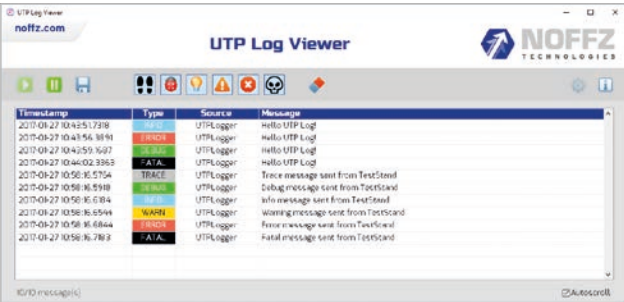 UTP Log Viewer
noffz.com
UTP Log Viewer
NOFFZ
TECHNOLOGIES
Timestamp Type Source Message
2017-01-27 10:43:51.7318 INFO UTPLogger Hello UTP Log!
2017-01-27 10:43:56.3891 ERROR UTPLogger Hello UTP Log!
2017-01-27 10:43:59.1687 DEBUG UTPLogger Hello UTP Log!
2017-01-27 10:44:02.3363 FATAL UTPLogger Hello UTP Log!
2017-01-27 10:58:16.5764 TRACE UTPLogger Trace message sent from TestStand
2017-01-27 10:58:16.5918 DEBUG UTPLogger Debug message sent from TestStand
2017-01-27 10:58:16.6184 INFO UTPLogger Info message sent from TestStand
2017-01-27 10:58:16.6544 WARN UTPLogger Warning message sent from TestStand
2017-01-27 10:58:16.6844 ERROR UTPLogger Error message sent from TestStand
2017-01-27 10:58:16.7183 FATAL UTPLogger Fatal message sent from TestStand
10/10 message(s) Autoscroll